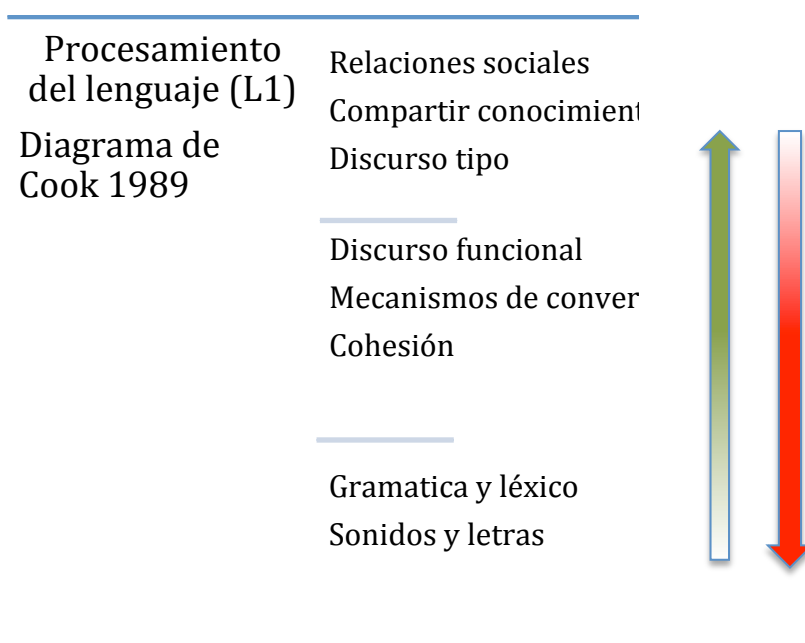 Procesamiento
del lenguaje (L1)
Diagrama de
Cook 1989
Relaciones sociales
Compartir conocimient
Discurso tipo
Discurso funcional
Mecanismos de conver
Cohesión
Gramatica y léxico
Sonidos y letras